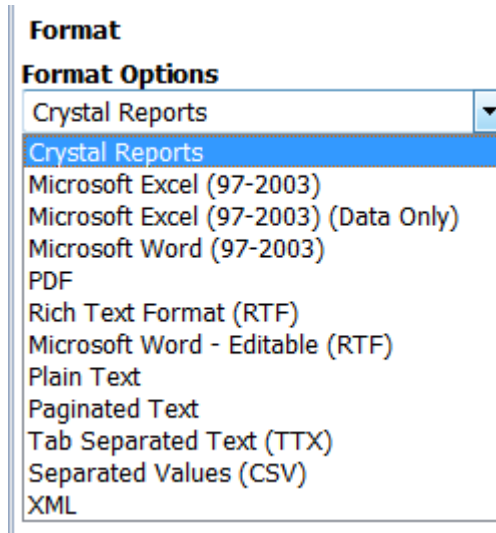 Format
Format Options
Crystal Reports
Crystal Reports
Microsoft Excel (97-2003)
Microsoft Excel (97-2003) (Data Only)
Microsoft Word (97-2003)
PDF
Rich Text Format (RTF)
Microsoft Word - Editable (RTF)
Plain Text
Paginated Text
Tab Separated Text (TTX)
Separated Values (CSV)
XML